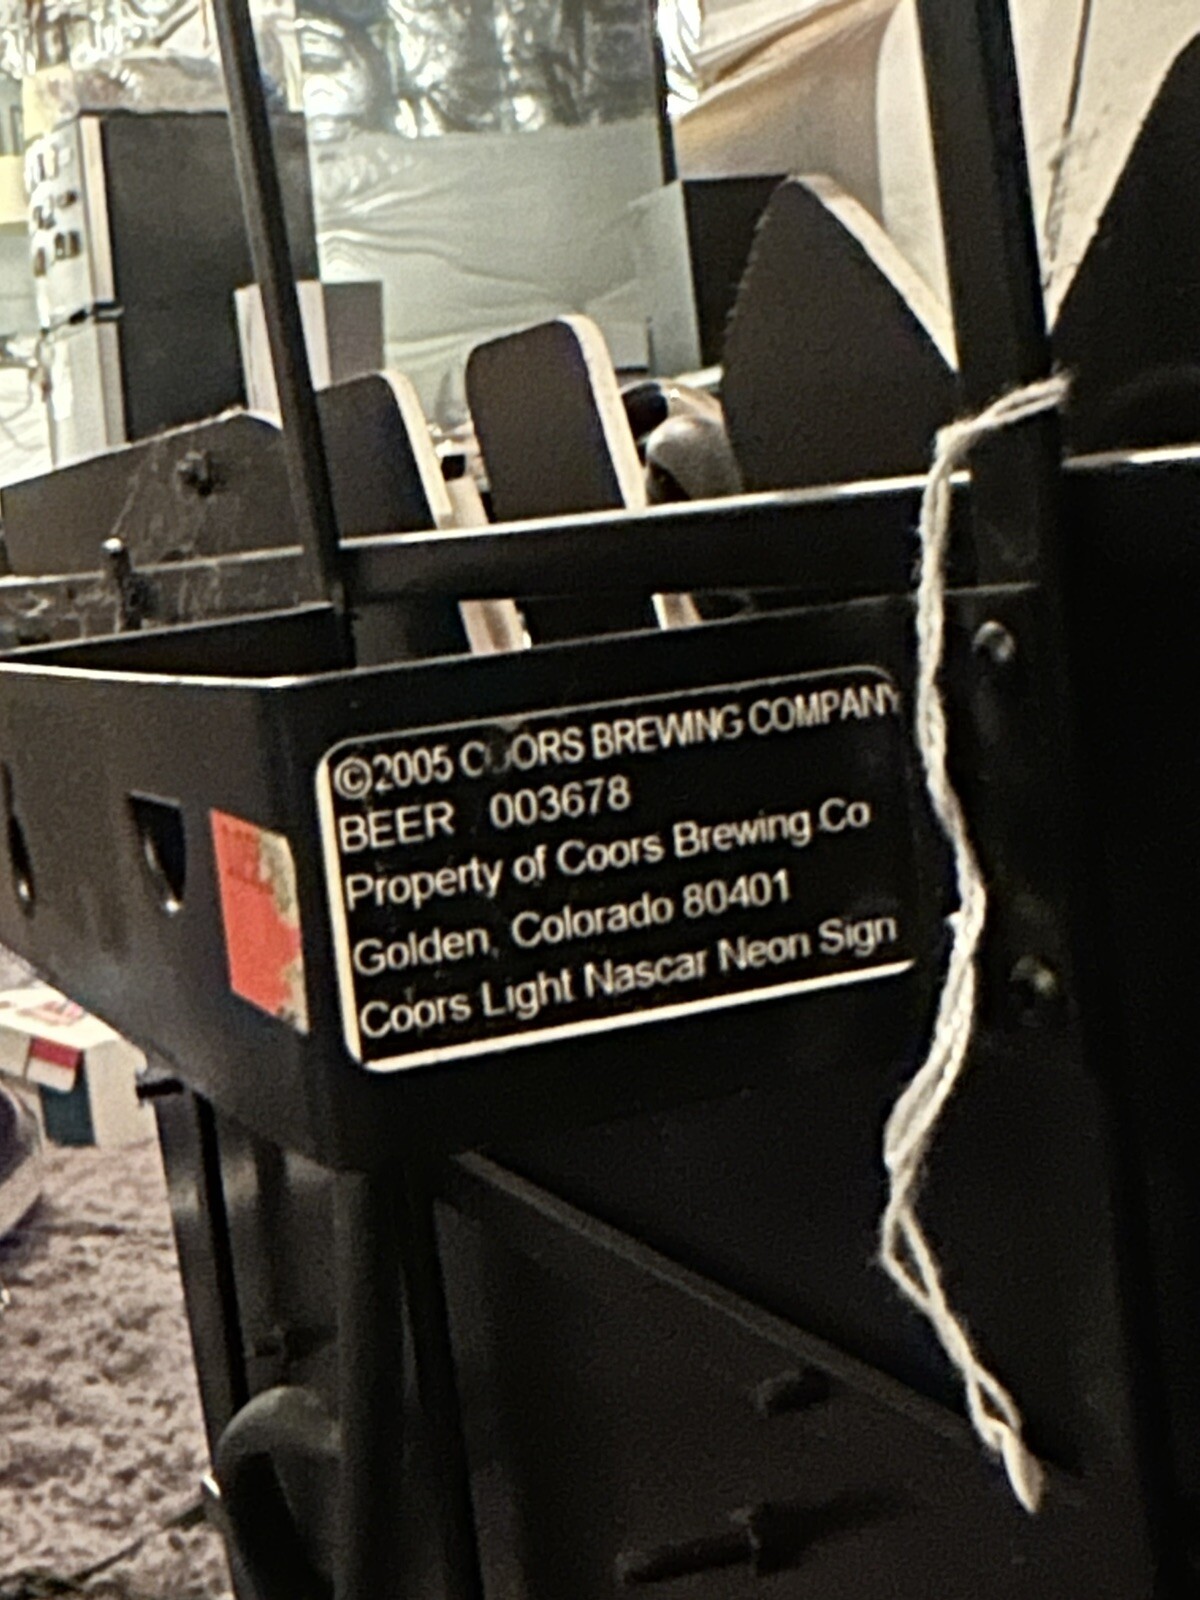 ©2005 COORS BREWING COMPANY
BEER 003678
Property of Coors Brewing Co
Golden, Colorado 80401
Coors Light Nascar Neon Sign